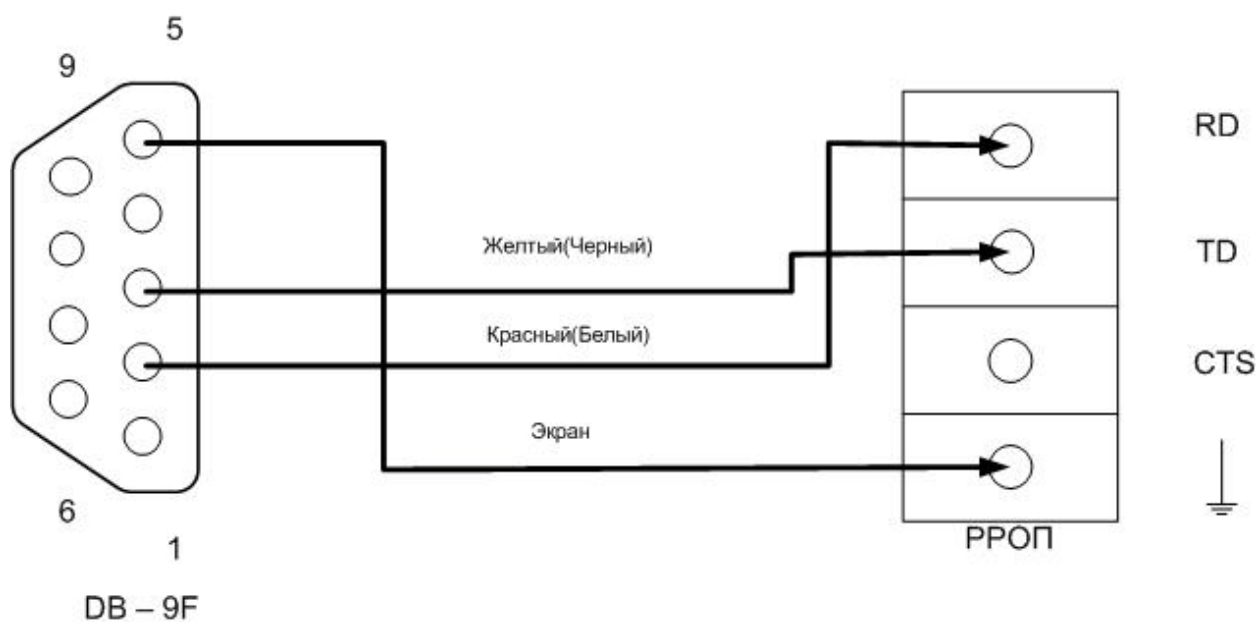 5
9
RD
Желтый(Черный)
TD
Красный(Белый)
CTS
Экран
6
1
РРОП
DB – 9F